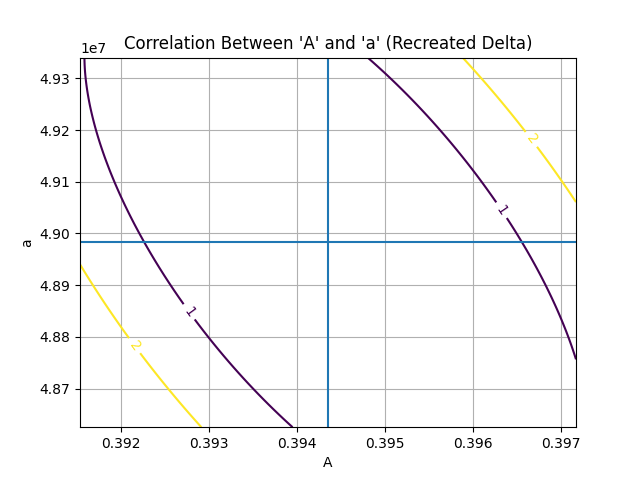 Correlation Between 'A' and 'a' (Recreated Delta)
1e7
4.93
4.92
4.91
4.90
4.89
4.88
4.87
a
2
1
1
2
0.392 0.393 0.394 0.395 0.396 0.397
A